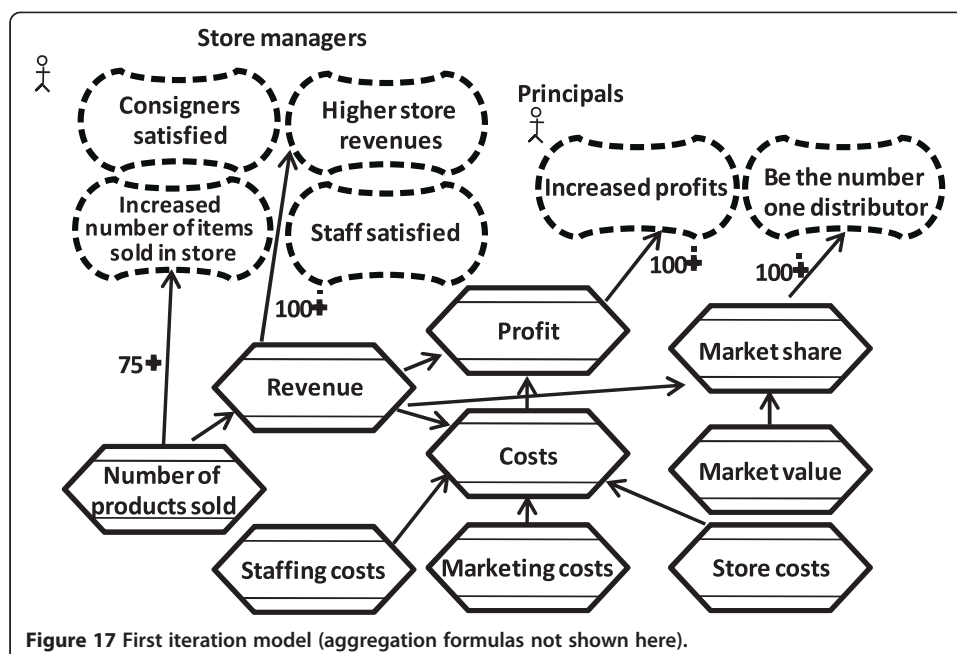 Store managers
Consigners
satisfied
Higher store
revenues
Principals
Increased
number of items
sold in store
Staff satisfied
Increased profits
Be the number
one distributor
75+
100+
100+
100+
Profit
Market share
Revenue
Costs
Market value
Number of
products sold
Staffing costs
Marketing costs
Store costs
Figure 17 First iteration model (aggregation formulas not shown here).